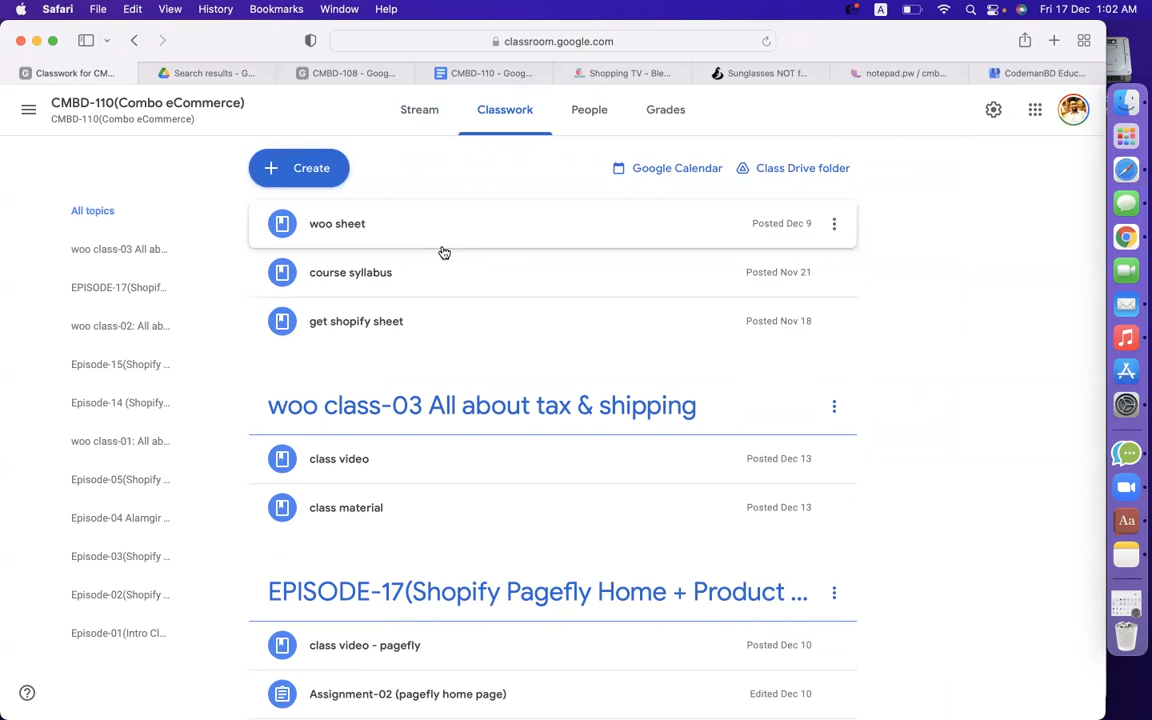 Safari File Edit View History Bookmarks Window Help
A
Fri 17 Dec 1:02 AM
classroom.google.com
G Classwork for CM...
Search results - G...
G CMBD-108 - Goog...
CMBD-110 - Goog...
Shopping TV - Ble...
Sunglasses NOT f...
notepad.pw / cmb...
CodemanBD Educ...
CMBD-110(Combo eCommerce)
CMBD-110(Combo eCommerce)
Stream Classwork People Grades
+ Create
Google Calendar
Class Drive folder
All topics
woo class-03 All ab...
EPISODE-17(Shopif...
woo class-02: All ab...
Episode-15(Shopify ...
Episode-14 (Shopify...
woo class-01: All ab...
Episode-05(Shopify ...
Episode-04 Alamgir ...
Episode-03(Shopify ...
Episode-02(Shopify ...
Episode-01(Intro Cl...
woo sheet Posted Dec 9
course syllabus Posted Nov 21
get shopify sheet Posted Nov 18
woo class-03 All about tax & shipping
class video Posted Dec 13
class material Posted Dec 13
EPISODE-17(Shopify Pagefly Home + Product ...
class video - pagefly Posted Dec 10
Assignment-02 (pagefly home page) Edited Dec 10
Aa